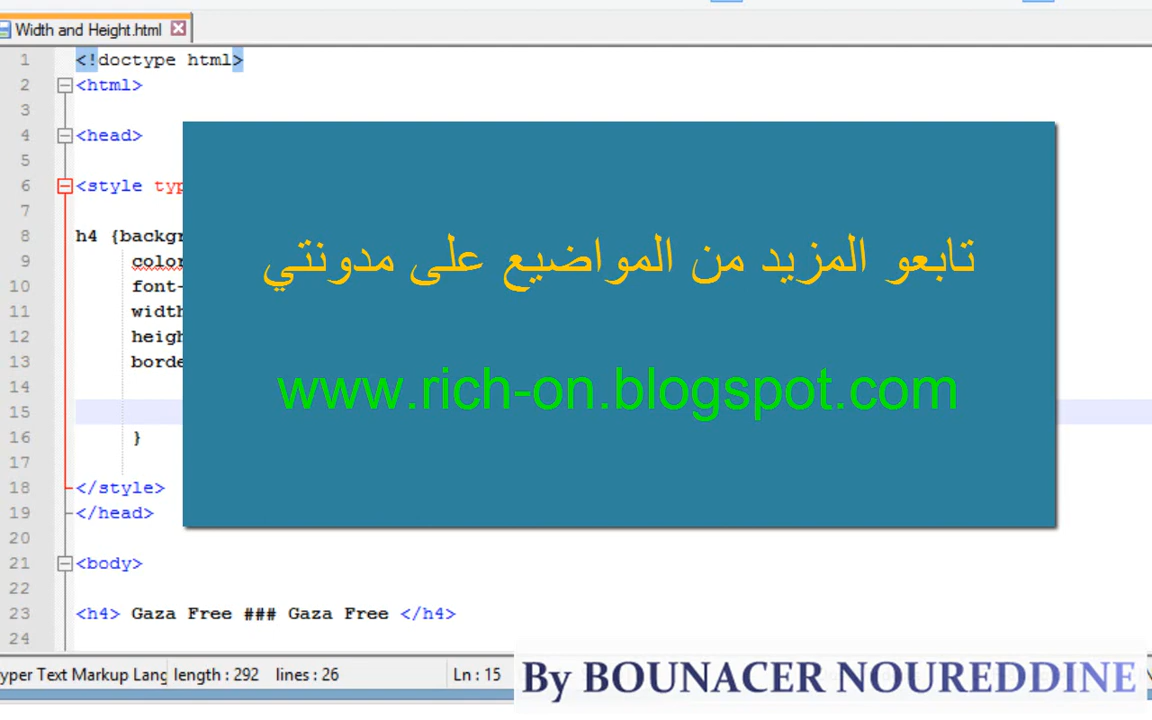 Width and Height.html
1 <!doctype html>
2 <html>
3
4 <head>
5
6 <style typ
7
8 h4 {backgr
9 color
10 font-
11 width
12 heigh
13 borde
14
15
16 }
17
18 </style>
19 </head>
20
21 <body>
22
23 <h4> Gaza Free ### Gaza Free </h4>
24
تابعو المزيد من المواضيع على مدونتي
www.rich-on.blogspot.com
yper Text Markup Lang length : 292 lines : 26 Ln : 15
By BOUNACER NOUREDDINE